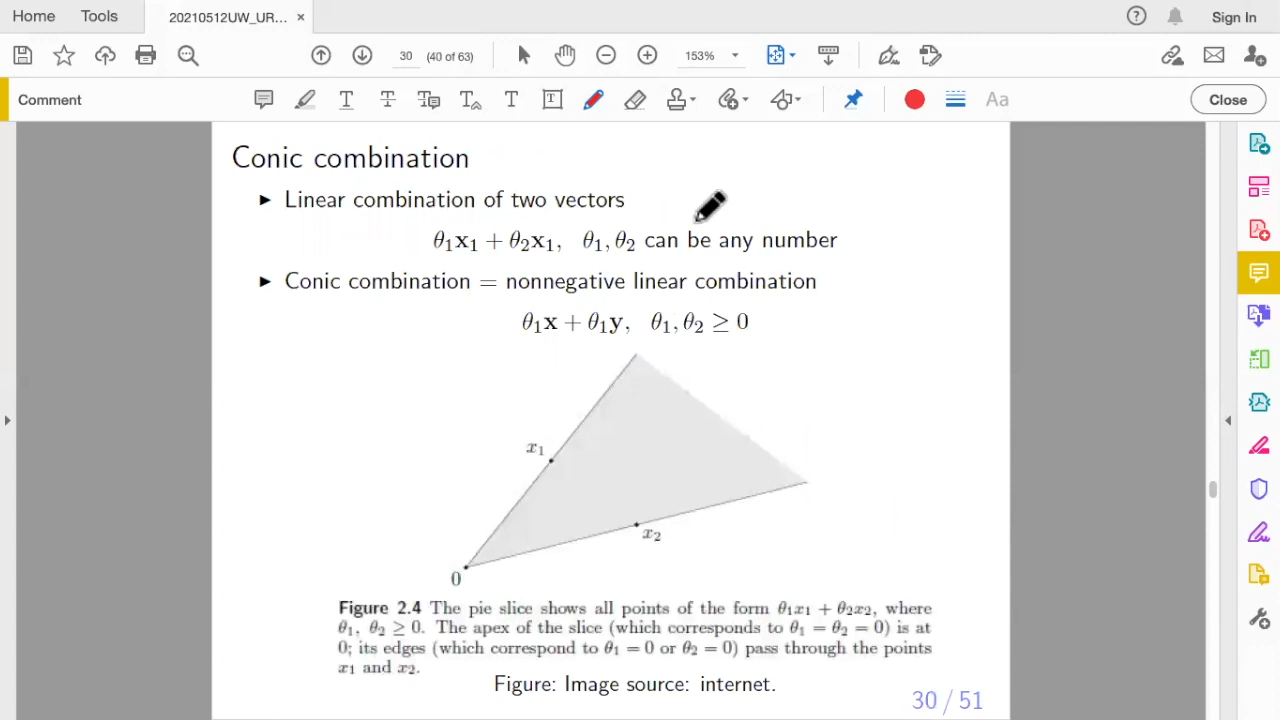 Home Tools 20210512UW_UR... × Sign In
30 (40 of 63) 153%
Comment Aa Close
Conic combination
▶ Linear combination of two vectors
θ₁x₁ + θ₂x₁, θ₁, θ₂ can be any number
▶ Conic combination = nonnegative linear combination
θ₁x + θ₁y, θ₁, θ₂ ≥ 0
x₁
x₂
0
Figure 2.4 The pie slice shows all points of the form θ₁x₁ + θ₂x₂, where
θ₁, θ₂ ≥ 0. The apex of the slice (which corresponds to θ₁ = θ₂ = 0) is at
0; its edges (which correspond to θ₁ = 0 or θ₂ = 0) pass through the points
x₁ and x₂.
Figure: Image source: internet.
30 / 51